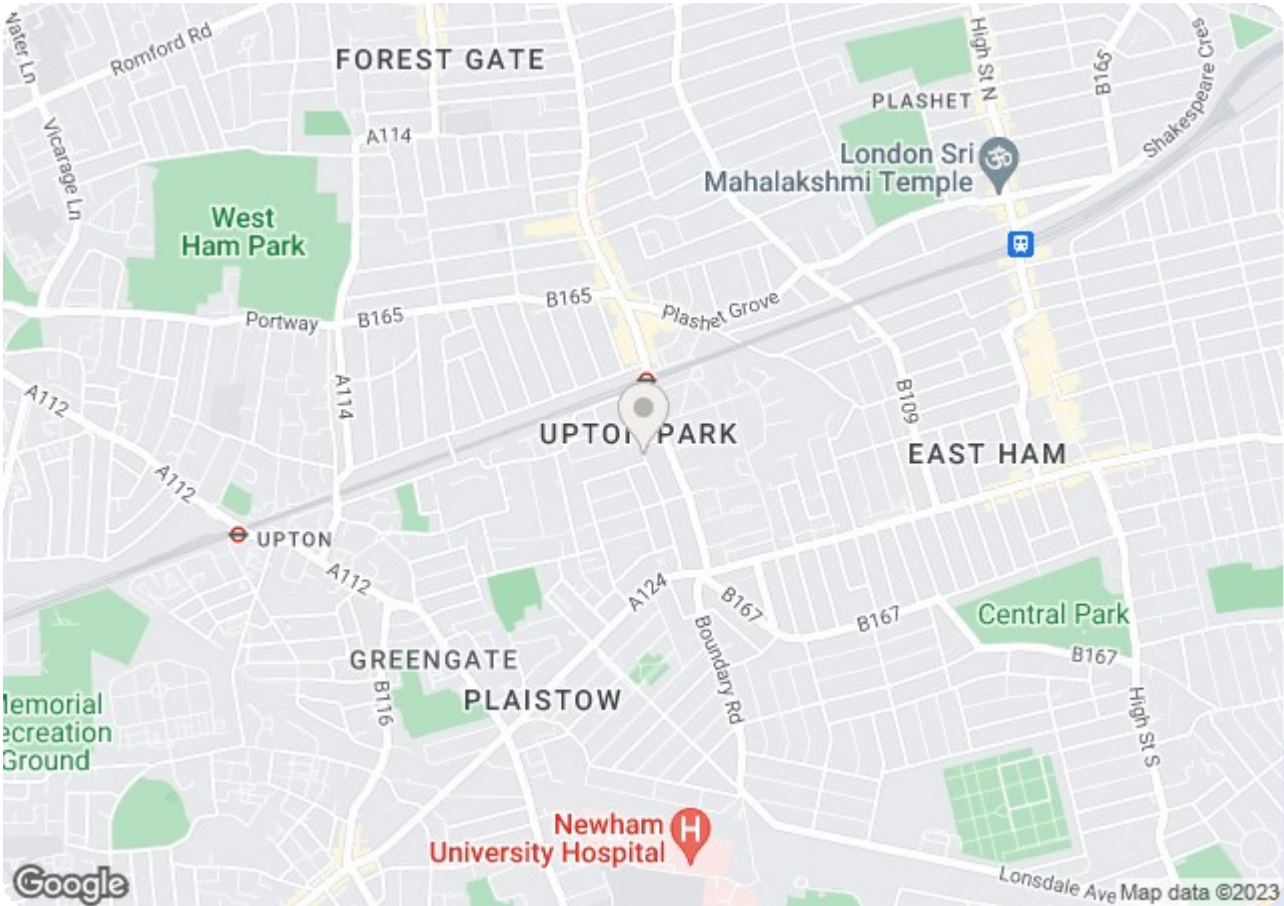 Water Ln
Romford Rd
FOREST GATE
High St N
B165
PLASHET
Shakespeare Cres
Vicarage Ln
A114
London Sri
Mahalakshmi Temple
West
Ham Park
B165
Plashet Grove
Portway
B165
A114
A112
B109
UPTON PARK
EAST HAM
A112
UPTON
A112
A124
B167
B167
Central Park
Boundary Rd
B167
GREENGATE
B116
PLAISTOW
High St S
Memorial
Recreation
Ground
Newham
University Hospital
H
Lonsdale Ave
Google
Map data ©2023